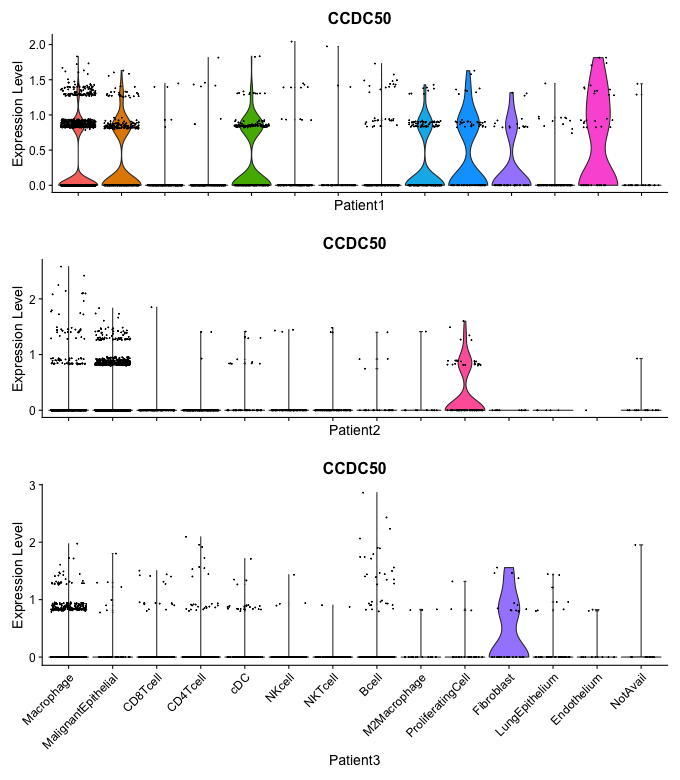 CCDC50
Expression Level
2.0
1.5
1.0
0.5
0.0
Patient1
CCDC50
Expression Level
2
1
0
Patient2
CCDC50
Expression Level
3
2
1
0
Macrophage
MalignantEpithelial
CD8Tcell
CD4Tcell
cDC
NKcell
NKTcell
Bcell
M2Macrophage
ProliferatingCell
Fibroblast
LungEpithelium
Endothelium
NotAvail
Patient3